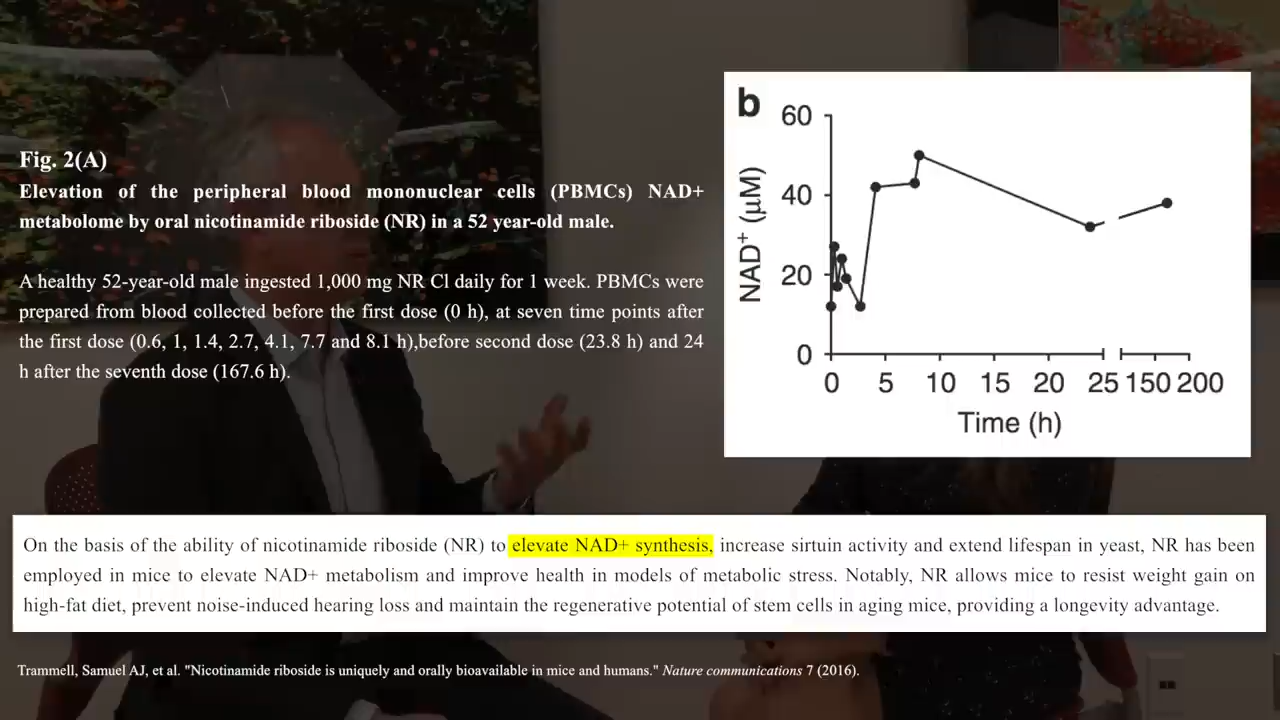 Fig. 2(A)
Elevation of the peripheral blood mononuclear cells (PBMCs) NAD+
metabolome by oral nicotinamide riboside (NR) in a 52 year-old male.
A healthy 52-year-old male ingested 1,000 mg NR Cl daily for 1 week. PBMCs were
prepared from blood collected before the first dose (0 h), at seven time points after
the first dose (0.6, 1, 1.4, 2.7, 4.1, 7.7 and 8.1 h),before second dose (23.8 h) and 24
h after the seventh dose (167.6 h).
b
NAD+ (μM)
60
40
20
0
0 5 10 15 20 25 150 200
Time (h)
On the basis of the ability of nicotinamide riboside (NR) to elevate NAD+ synthesis, increase sirtuin activity and extend lifespan in yeast, NR has been
employed in mice to elevate NAD+ metabolism and improve health in models of metabolic stress. Notably, NR allows mice to resist weight gain on
high-fat diet, prevent noise-induced hearing loss and maintain the regenerative potential of stem cells in aging mice, providing a longevity advantage.
Trammell, Samuel AJ, et al. "Nicotinamide riboside is uniquely and orally bioavailable in mice and humans." Nature communications 7 (2016).